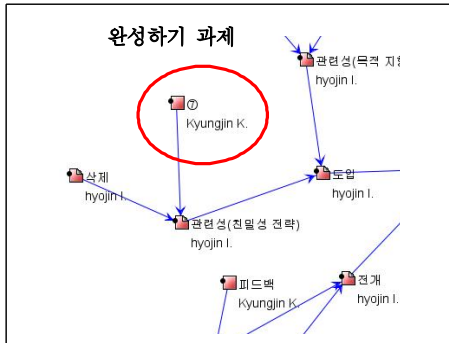 완성하기 과제
관련성(목적 지향
hyojin I.
⑦
Kyungjin K.
삭제
hyojin I.
도입
hyojin I.
관련성(친밀성 전략)
hyojin I.
피드백
Kyungjin K.
전개
hyojin I.